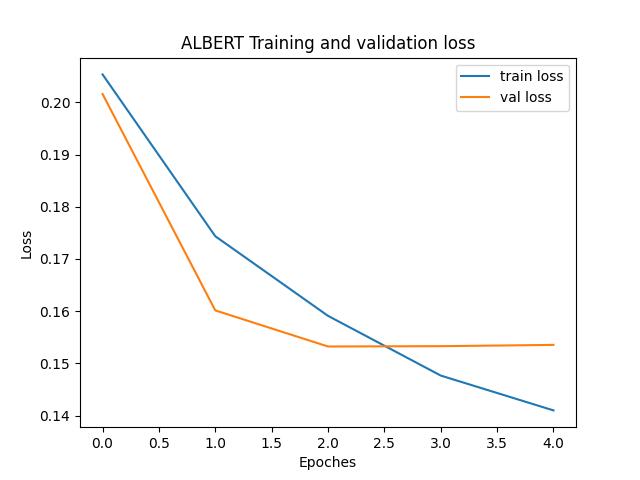 ALBERT Training and validation loss
train loss
val loss
0.20
0.19
0.18
0.17
0.16
0.15
0.14
Loss
0.0 0.5 1.0 1.5 2.0 2.5 3.0 3.5 4.0
Epoches